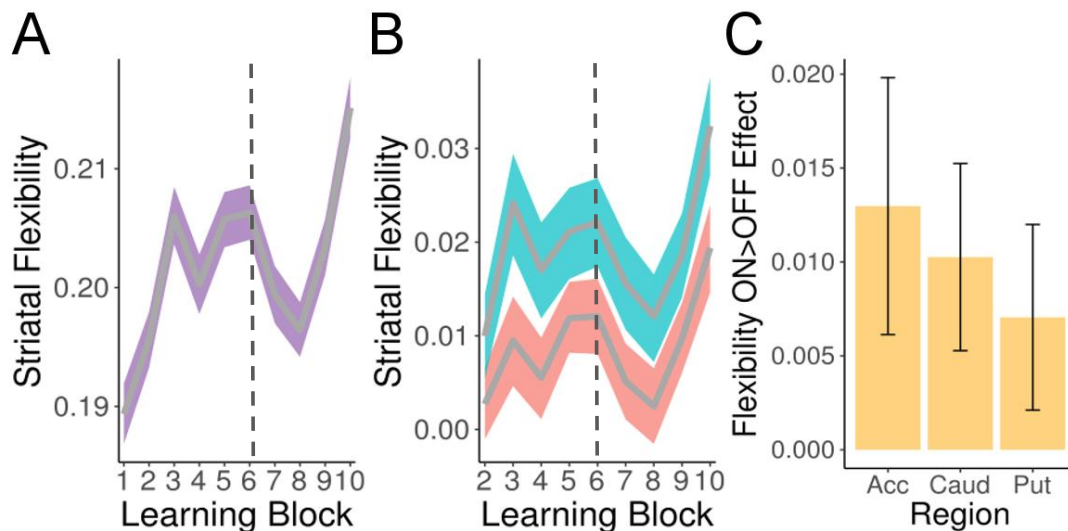 A
Striatal Flexibility
0.21
0.20
0.19
1 2 3 4 5 6 7 8 9 10
Learning Block
B
Striatal Flexibility
0.03
0.02
0.01
0.00
2 3 4 5 6 7 8 9 10
Learning Block
C
Flexibility ON>OFF Effect
0.020
0.015
0.010
0.005
0.000
Acc Caud Put
Region